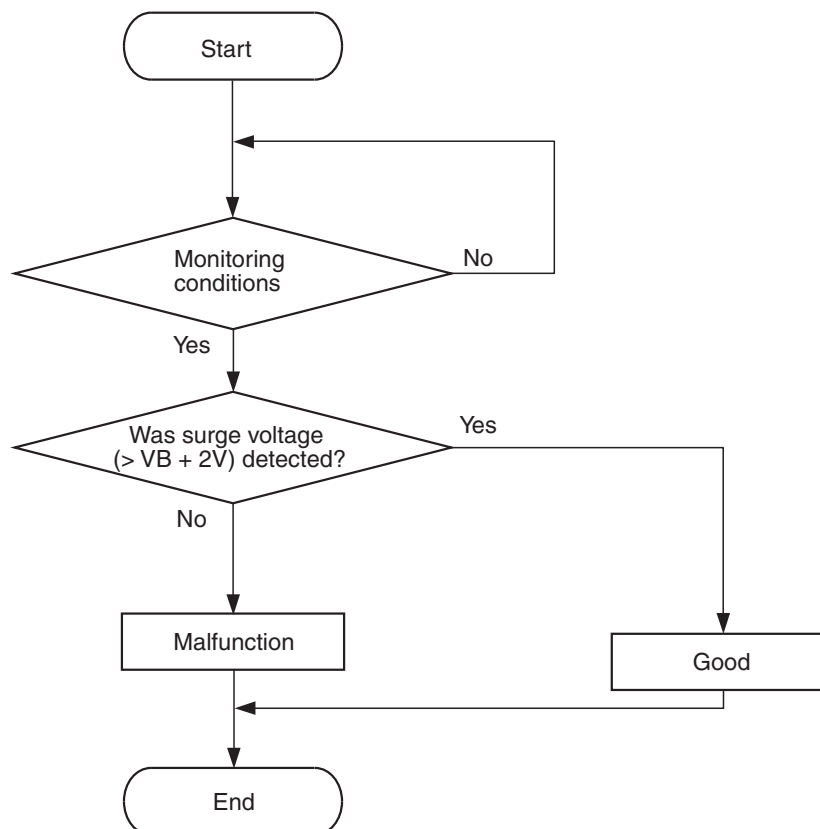 Start
Monitoring
conditions
No
Yes
Was surge voltage
(> VB + 2V) detected?
Yes
No
Malfunction
Good
End